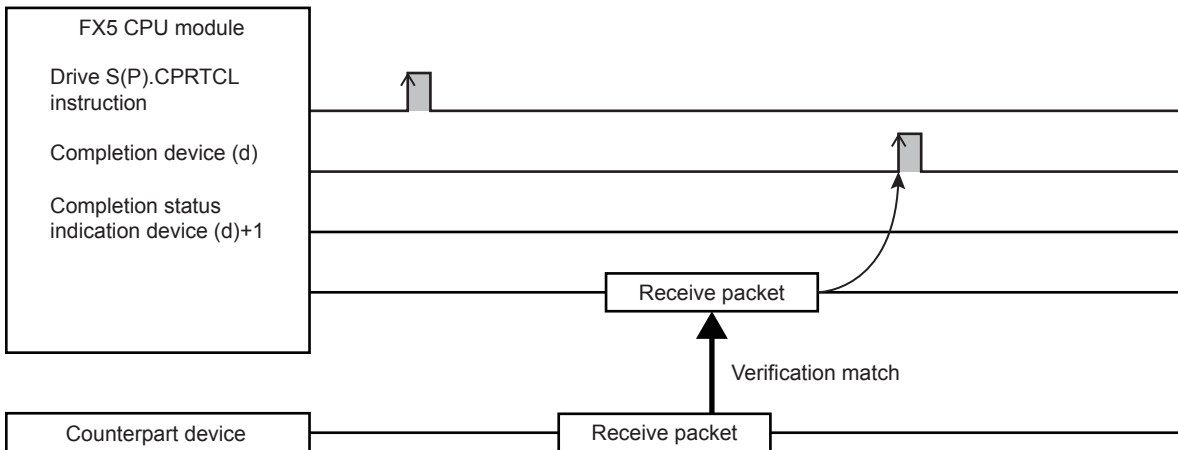 FX5 CPU module
Drive S(P).CPRTCL
instruction
Completion device (d)
Completion status
indication device (d)+1
Receive packet
Verification match
Counterpart device
Receive packet